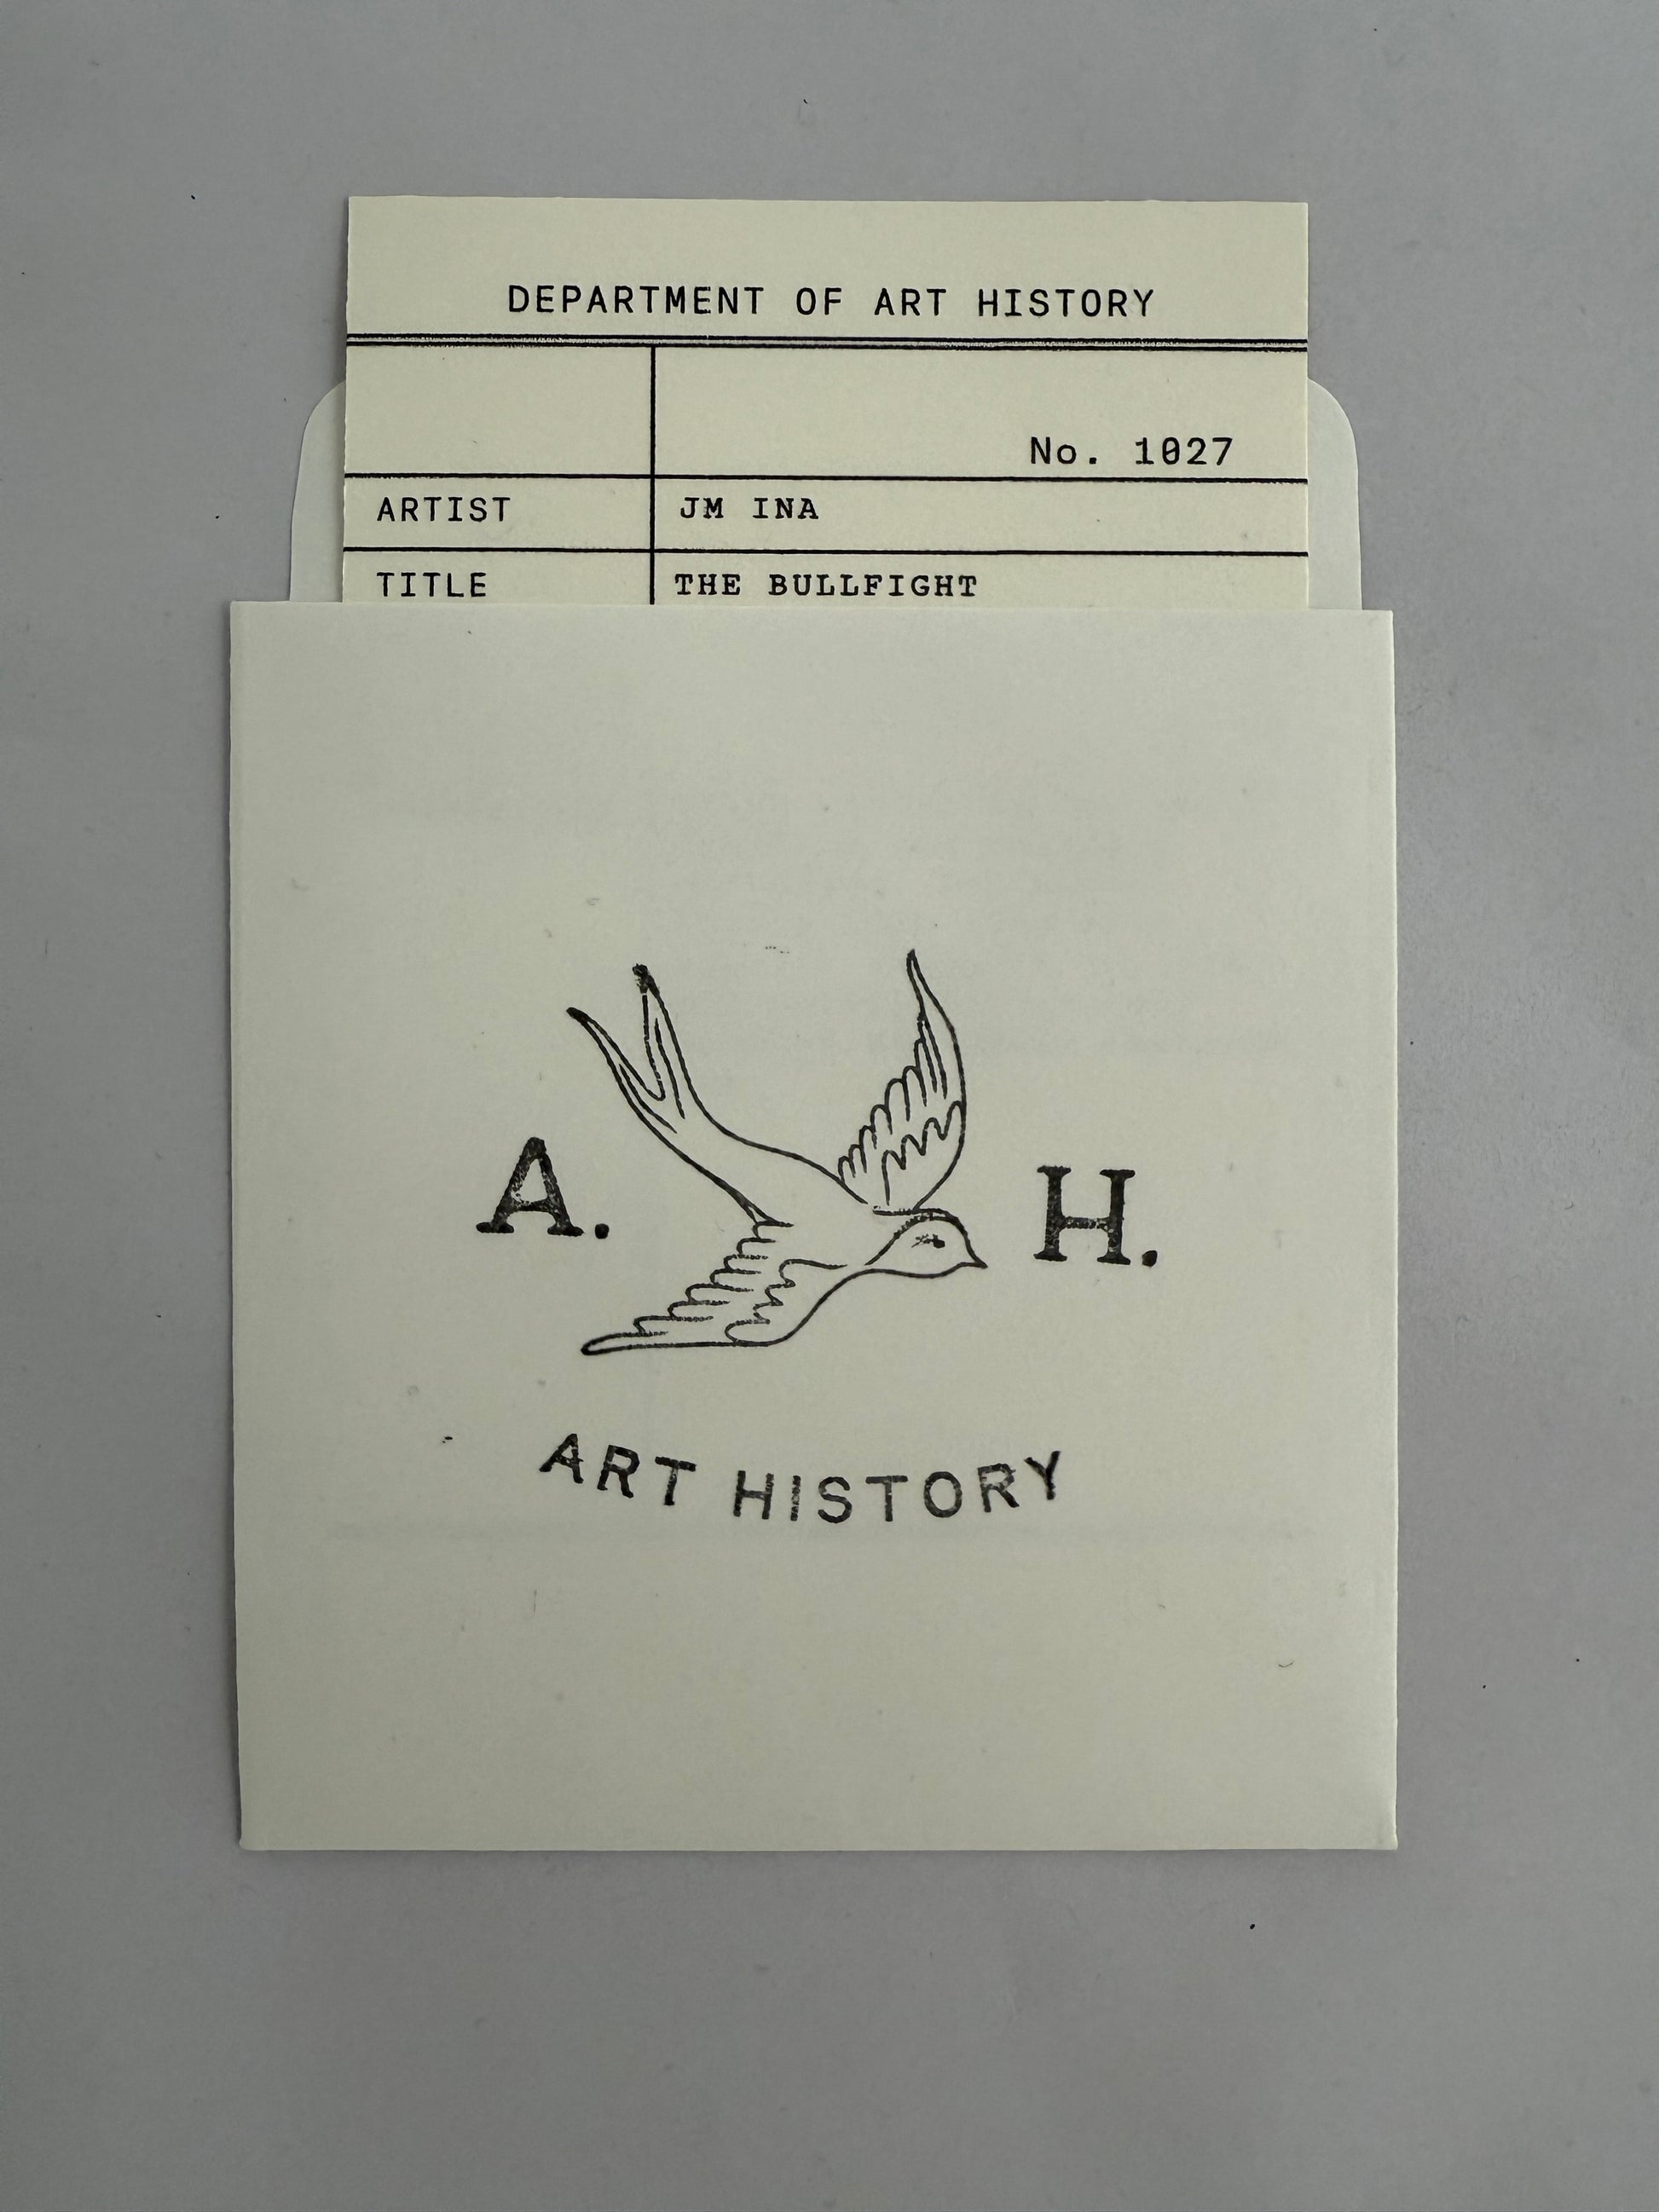 DEPARTMENT OF ART HISTORY
No. 1027
ARTIST JM INA
TITLE THE BULLFIGHT
A. H.
ART HISTORY